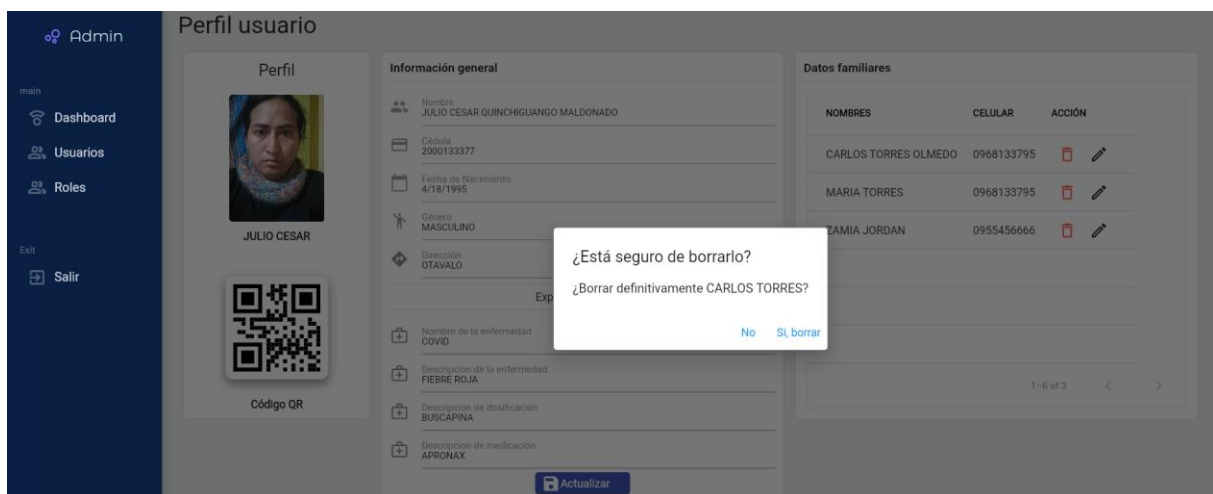 Admin
main
Dashboard
Usuarios
Roles
Exit
Salir
Perfil usuario
Perfil
JULIO CESAR
Código QR
Información general
Nombre
JULIO CESAR QUINCHIGUANGO MALDONADO
Cédula
2000133377
Fecha de Nacimiento
4/18/1995
Género
MASCULINO
Dirección
OTAVALO
Exp
Nombre de la enfermedad
COVID
Descripcion de la enfermedad
FIEBRE ROJA
Descripción de dosificación
BUSCAPINA
Descripcion de medicación
APRONAX
Actualizar
¿Está seguro de borrarlo?
¿Borrar definitivamente CARLOS TORRES?
No Si, borrar
Datos familiares
NOMBRES CELULAR ACCIÓN
CARLOS TORRES OLMEDO 0968133795
MARIA TORRES 0968133795
ZAMIA JORDAN 0955456666
1-6 of 3